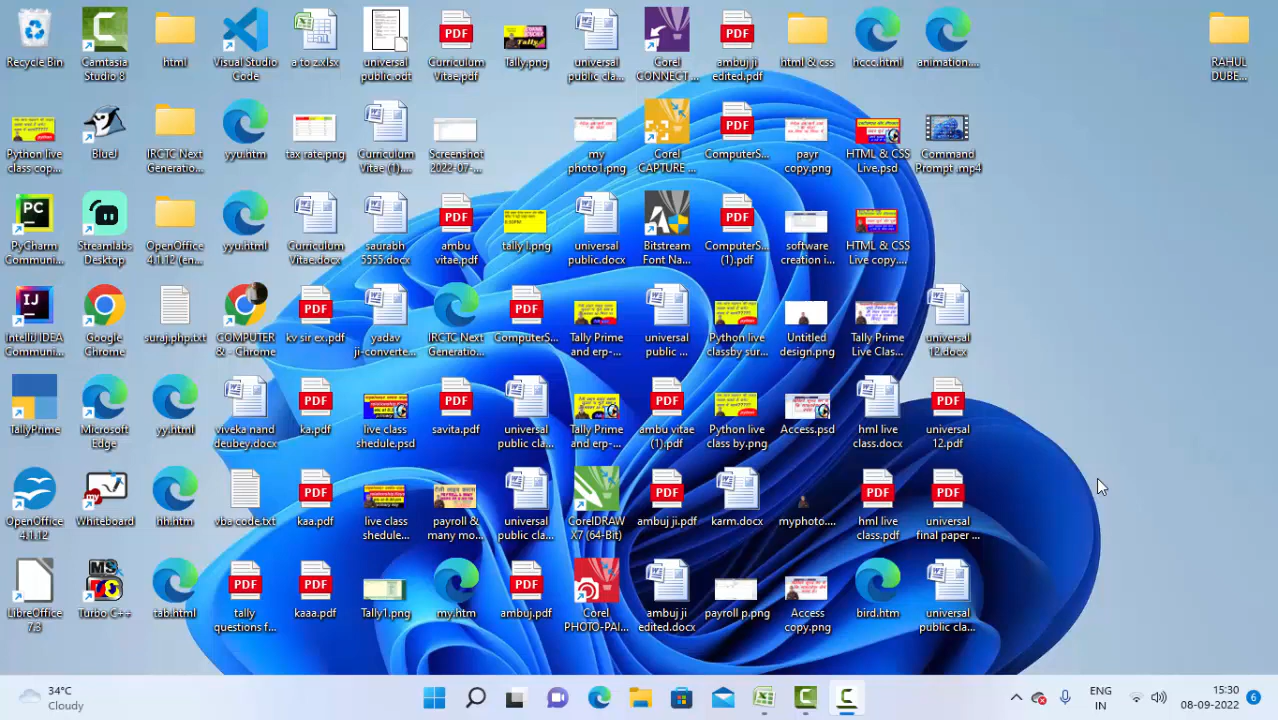 Recycle Bin
Camtasia
Studio 8
html
Visual Studio
Code
a to z.xlsx
universal
public.odt
Curriculum
Vitae.pdf
Tally.png
universal
public cla...
Corel
CONNECT ...
ambuj ji
edited.pdf
html & css
hccc.html
animation....
RAHUL
DUBE...
Python live
class cop...
BlueJ
IRCTC Next
Generatio...
yyu.htm
tax rate.png
Curriculum
Vitae (1)....
Screenshot
2022-07-...
my
photo1.png
Corel
CAPTURE ...
ComputerS...
payr
copy.png
HTML & CSS
Live.psd
Command
Prompt .mp4
PyCharm
Communi...
Streamlabs
Desktop
OpenOffice
4.1.12 (en...
yyu.html
Curriculum
Vitae.docx
saurabh
5555.docx
ambu
vitae.pdf
tally l.png
universal
public.docx
Bitstream
Font Na...
ComputerS...
(1).pdf
software
creation i...
HTML & CSS
Live copy....
IntelliJ IDEA
Communi...
Google
Chrome
suraj.php.txt
COMPUTER
& - Chrome
kv sir ex.pdf
yadav
ji-converte...
IRCTC Next
Generatio...
ComputerS...
Tally Prime
and erp-...
universal
public ...
Python live
classby sur...
Untitled
design.png
Tally Prime
Live Clas...
universal
12.docx
TallyPrime
Microsoft
Edge
yy.html
viveka nand
deubey.docx
ka.pdf
live class
shedule.psd
savita.pdf
universal
public cla...
Tally Prime
and erp-...
ambu vitae
(1).pdf
Python live
class by.png
Access.psd
hml live
class.docx
universal
12.pdf
OpenOffice
4.1.12
Whiteboard
hh.htm
vba code.txt
kaa.pdf
live class
shedule...
payroll &
many mo...
universal
public cla...
CorelDRAW
X7 (64-Bit)
ambuj ji.pdf
karm.docx
myphoto....
hml live
class.pdf
universal
final paper ...
LibreOffice
7.3
Turbo C++
tab.html
tally
questions f...
kaaa.pdf
Tally1.png
my.htm
ambuj.pdf
Corel
PHOTO-PAI...
ambuj ji
edited.docx
payroll p.png
Access
copy.png
bird.htm
universal
public cla...
34°C
Cloudy
ENG
IN
15:30
08-09-2022
6